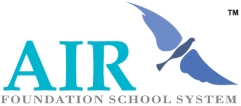 AIR
™
FOUNDATION SCHOOL SYSTEM